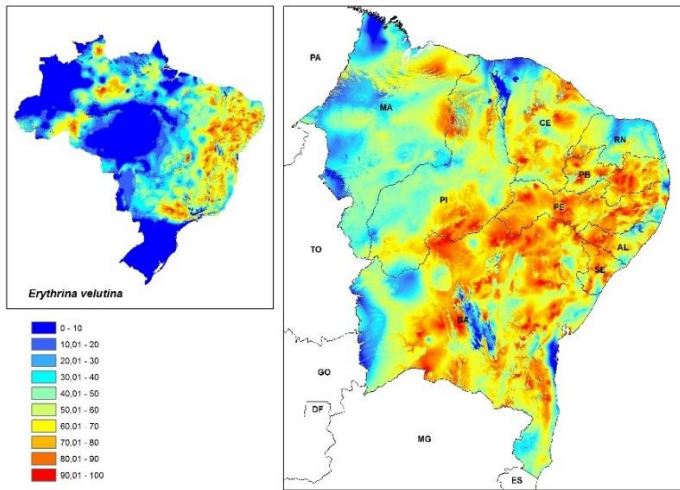 Erythrina velutina
0 - 10
10,01 - 20
20,01 - 30
30,01 - 40
40,01 - 50
50,01 - 60
60,01 - 70
70,01 - 80
80,01 - 90
90,01 - 100
PA
MA
CE
RN
PB
PI
PE
TO
AL
SE
BA
GO
DF
MG
ES